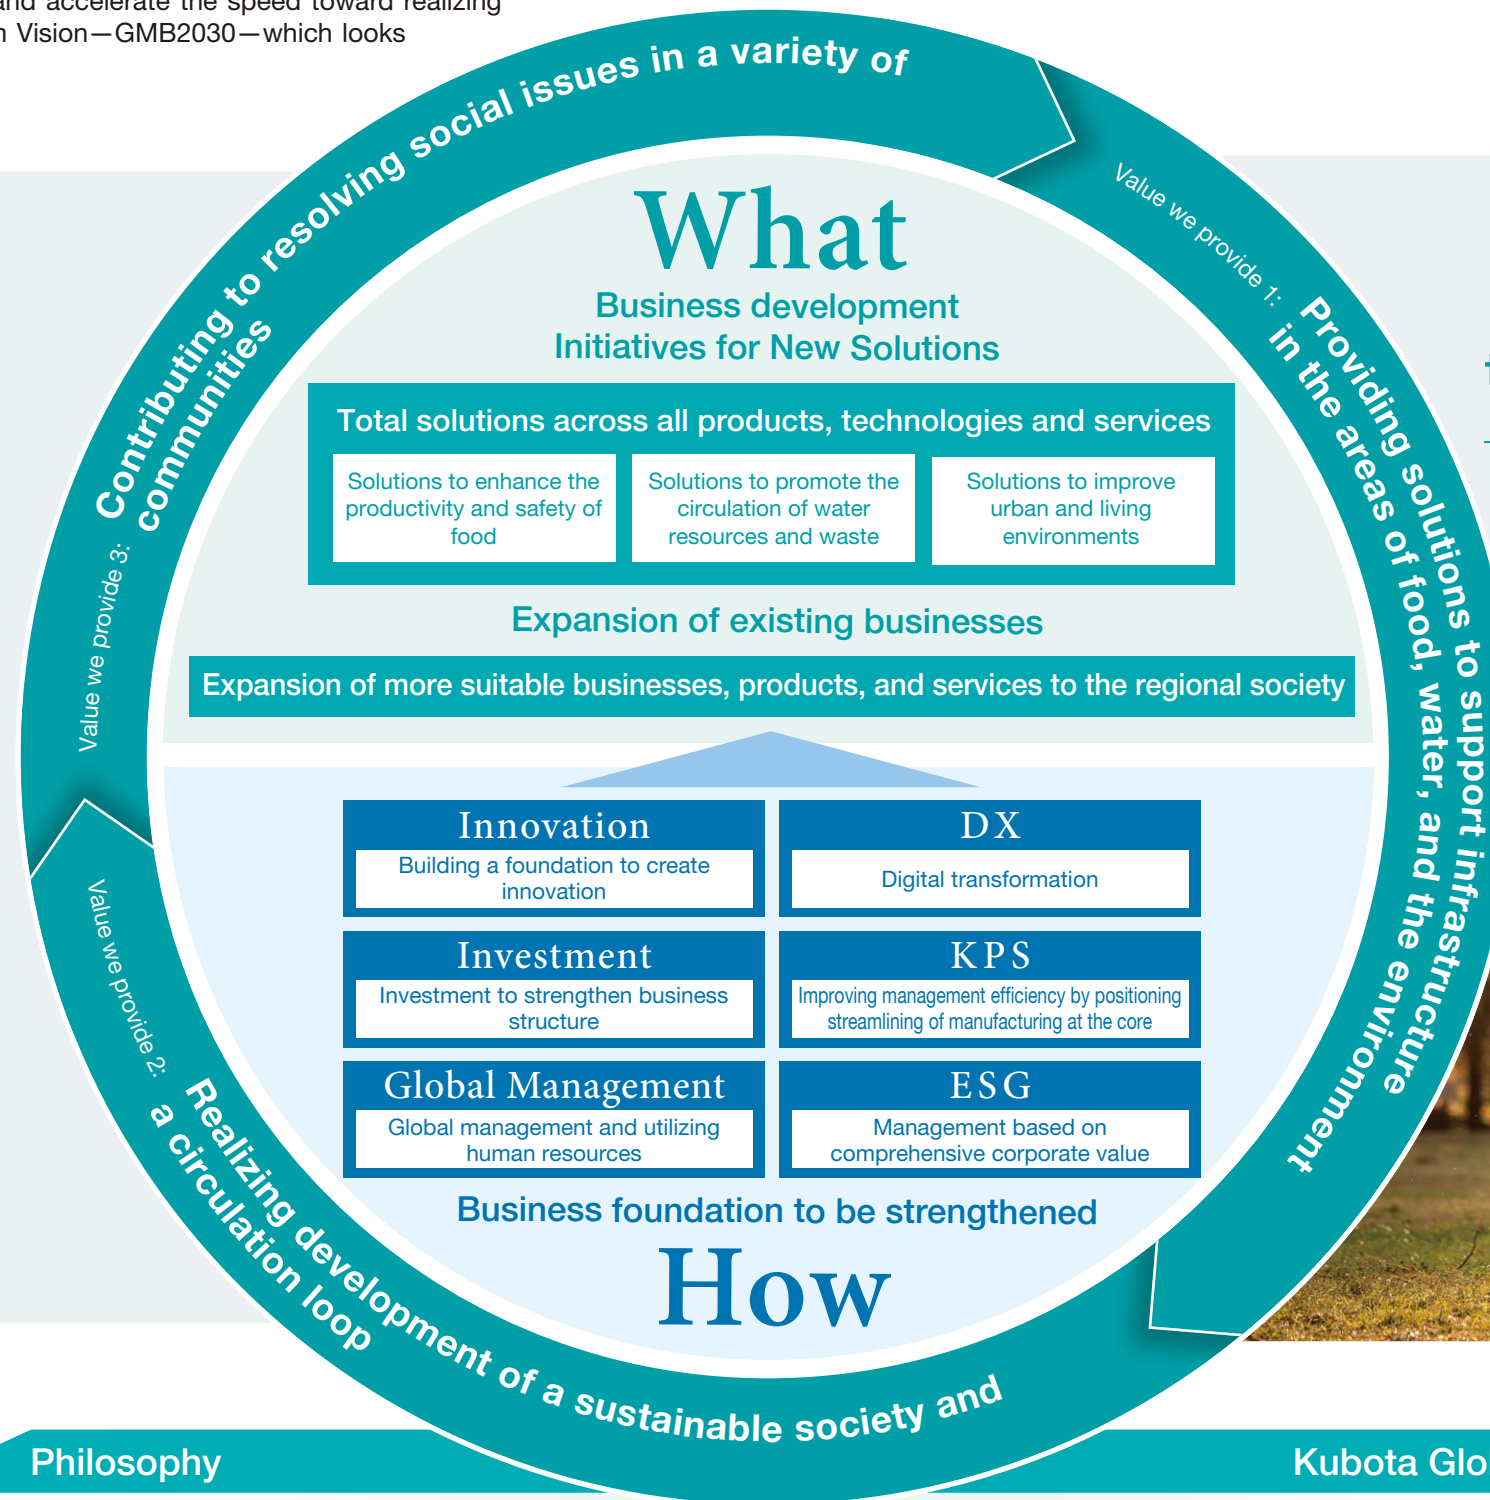 and accelerate the speed toward realizing
Vision—GMB2030—which looks
Contributing to resolving social issues in a variety of
communities
Value we provide 3:
Value we provide 1:
Providing solutions to support infrastructure
in the areas of food, water, and the environment
What
Business development
Initiatives for New Solutions
Total solutions across all products, technologies and services
Solutions to enhance the
productivity and safety of
food
Solutions to promote the
circulation of water
resources and waste
Solutions to improve
urban and living
environments
Expansion of existing businesses
Expansion of more suitable businesses, products, and services to the regional society
Innovation
Building a foundation to create
innovation
DX
Digital transformation
Investment
Investment to strengthen business
structure
KPS
Improving management efficiency by positioning
streamlining of manufacturing at the core
Global Management
Global management and utilizing
human resources
ESG
Management based on
comprehensive corporate value
Business foundation to be strengthened
How
Value we provide 2:
Realizing development of a sustainable society and
a circulation loop
Philosophy
Kubota Glo